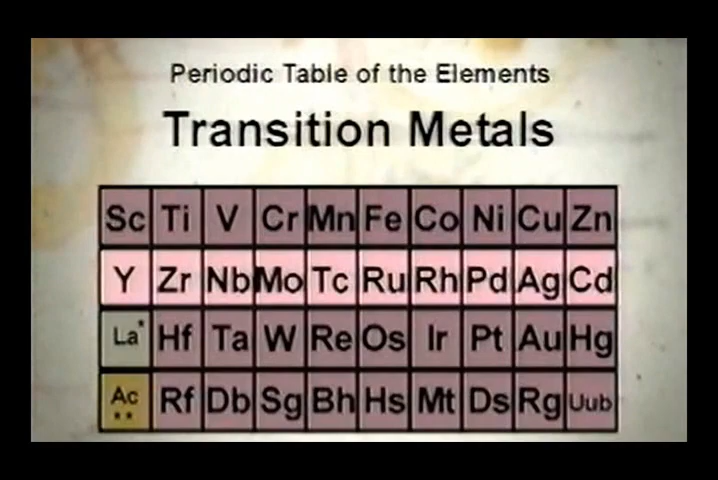 Periodic Table of the Elements
Transition Metals
Sc Ti V Cr Mn Fe Co Ni Cu Zn
Y Zr Nb Mo Tc Ru Rh Pd Ag Cd
La* Hf Ta W Re Os Ir Pt Au Hg
Ac** Rf Db Sg Bh Hs Mt Ds Rg Uub